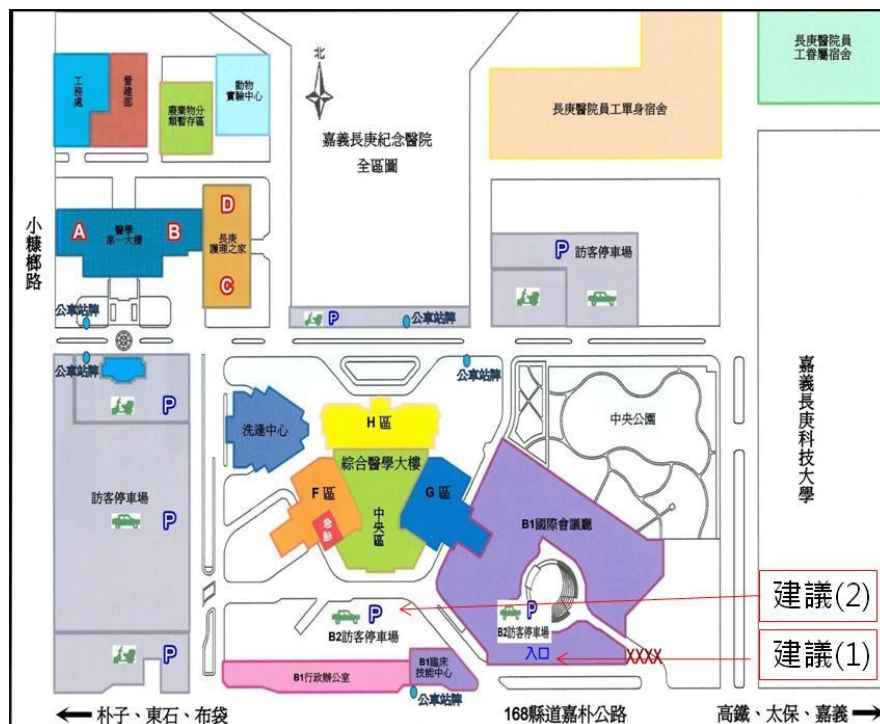 工務處
營建部
廢棄物分
類暫存區
動物
實驗中心
北
嘉義長庚紀念醫院
全區圖
長庚醫院員工單身宿舍
長庚醫院員
工眷屬宿舍
小糠榔路
A
醫學
第一大樓
B
D
長庚
護理之家
C
公車站牌
P
公車站牌
P 訪客停車場
公車站牌
P
公車站牌
洗滌中心
H 區
綜合醫學大樓
中央區
F 區
急診
G 區
中央公園
嘉義長庚科技大學
訪客停車場
P
B1國際會議廳
P
B2訪客停車場
P
B2訪客停車場
入口
XXXX
建議(2)
建議(1)
P
B1行政辦公室
B1臨床
技能中心
公車站牌
朴子、東石、布袋
168縣道嘉朴公路
高鐵、太保、嘉義